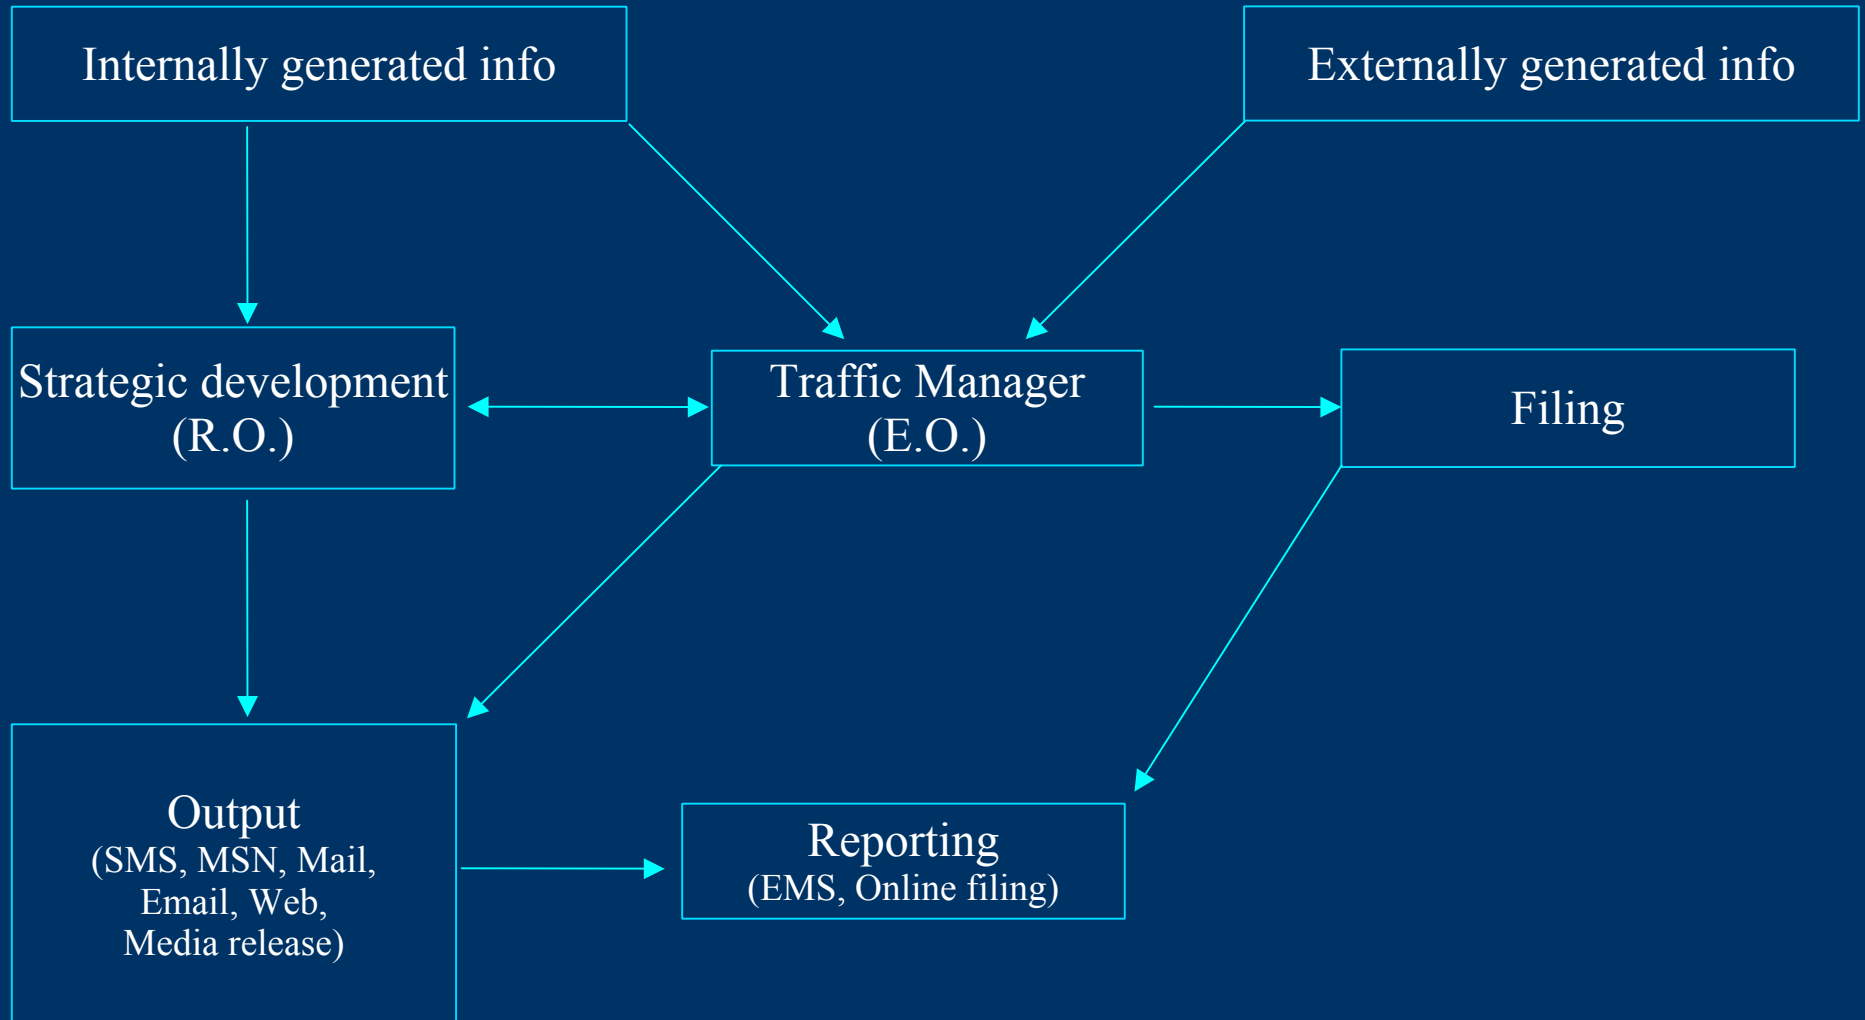 Internally generated info
Externally generated info
Strategic development
(R.O.)
Traffic Manager
(E.O.)
Filing
Output
(SMS, MSN, Mail,
Email, Web,
Media release)
Reporting
(EMS, Online filing)